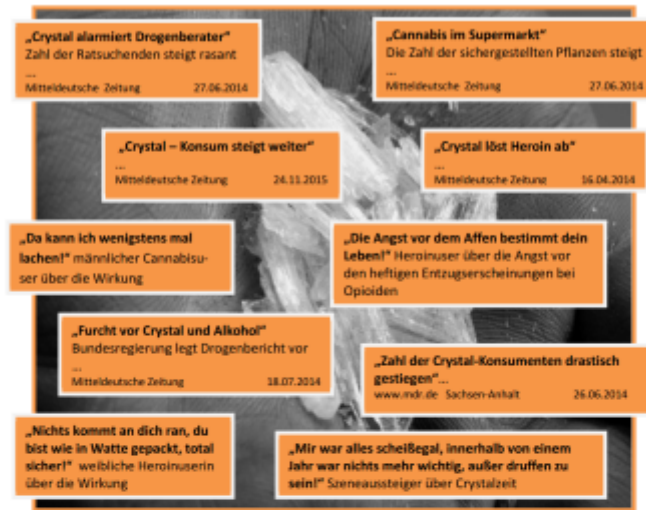 „Crystal alarmiert Drogenberater“
Zahl der Ratsuchenden steigt rasant
...
Mitteldeutsche Zeitung 27.06.2014
„Cannabis im Supermarkt“
Die Zahl der sichergestellten Pflanzen steigt
...
Mitteldeutsche Zeitung 27.06.2014
„Crystal – Konsum steigt weiter“
...
Mitteldeutsche Zeitung 24.11.2015
„Crystal löst Heroin ab“
...
Mitteldeutsche Zeitung 16.04.2014
„Da kann ich wenigstens mal
lachen!“ männlicher Cannabisu-
ser über die Wirkung
„Die Angst vor dem Affen bestimmt dein
Leben!“ Heroinuser über die Angst vor
den heftigen Entzugserscheinungen bei
Opioiden
„Furcht vor Crystal und Alkohol“
Bundesregierung legt Drogenbericht vor
...
Mitteldeutsche Zeitung 18.07.2014
„Zahl der Crystal-Konsumenten drastisch
gestiegen“...
www.mdr.de Sachsen-Anhalt 26.06.2014
„Nichts kommt an dich ran, du
bist wie in Watte gepackt, total
sicher!“ weibliche Heroinuserin
über die Wirkung
„Mir war alles scheißegal, innerhalb von einem
Jahr war nichts mehr wichtig, außer druffen zu
sein!“ Szeneaussteiger über Crystalzeit